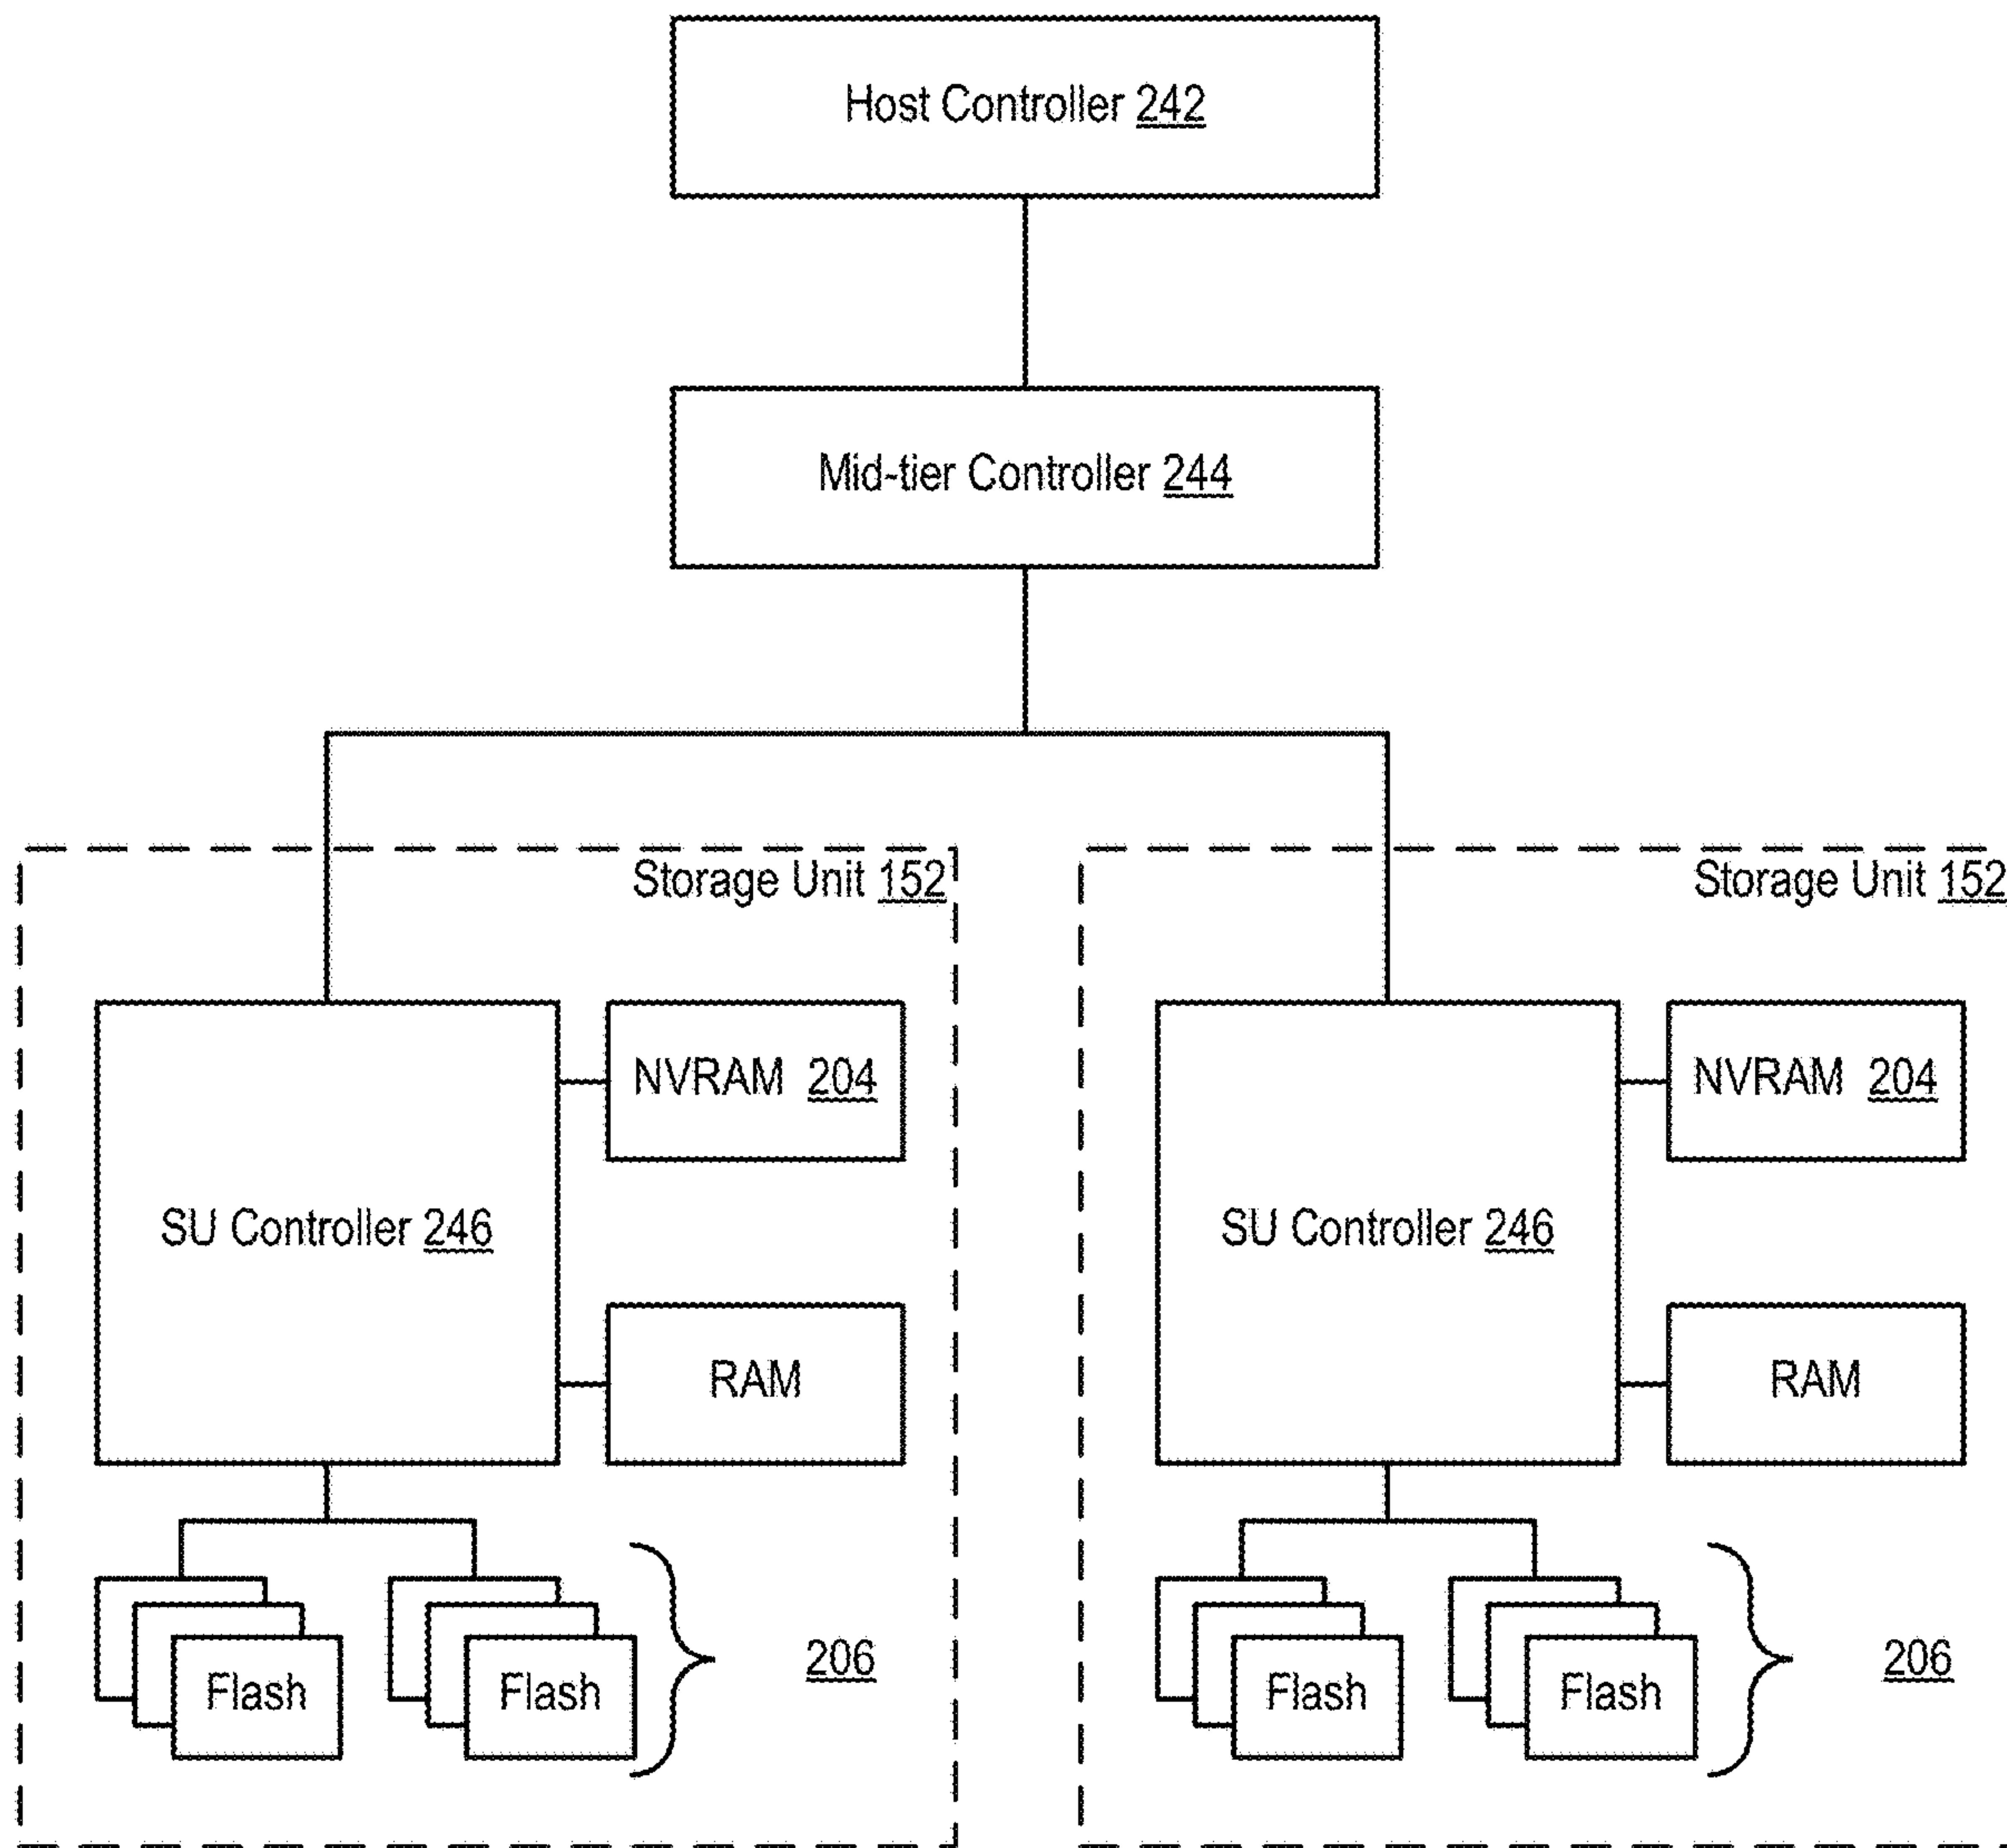 Host Controller 242
Mid-tier Controller 244
Storage Unit 152
NVRAM 204
SU Controller 246
RAM
Flash
Flash
206
Storage Unit 152
NVRAM 204
SU Controller 246
RAM
Flash
Flash
206